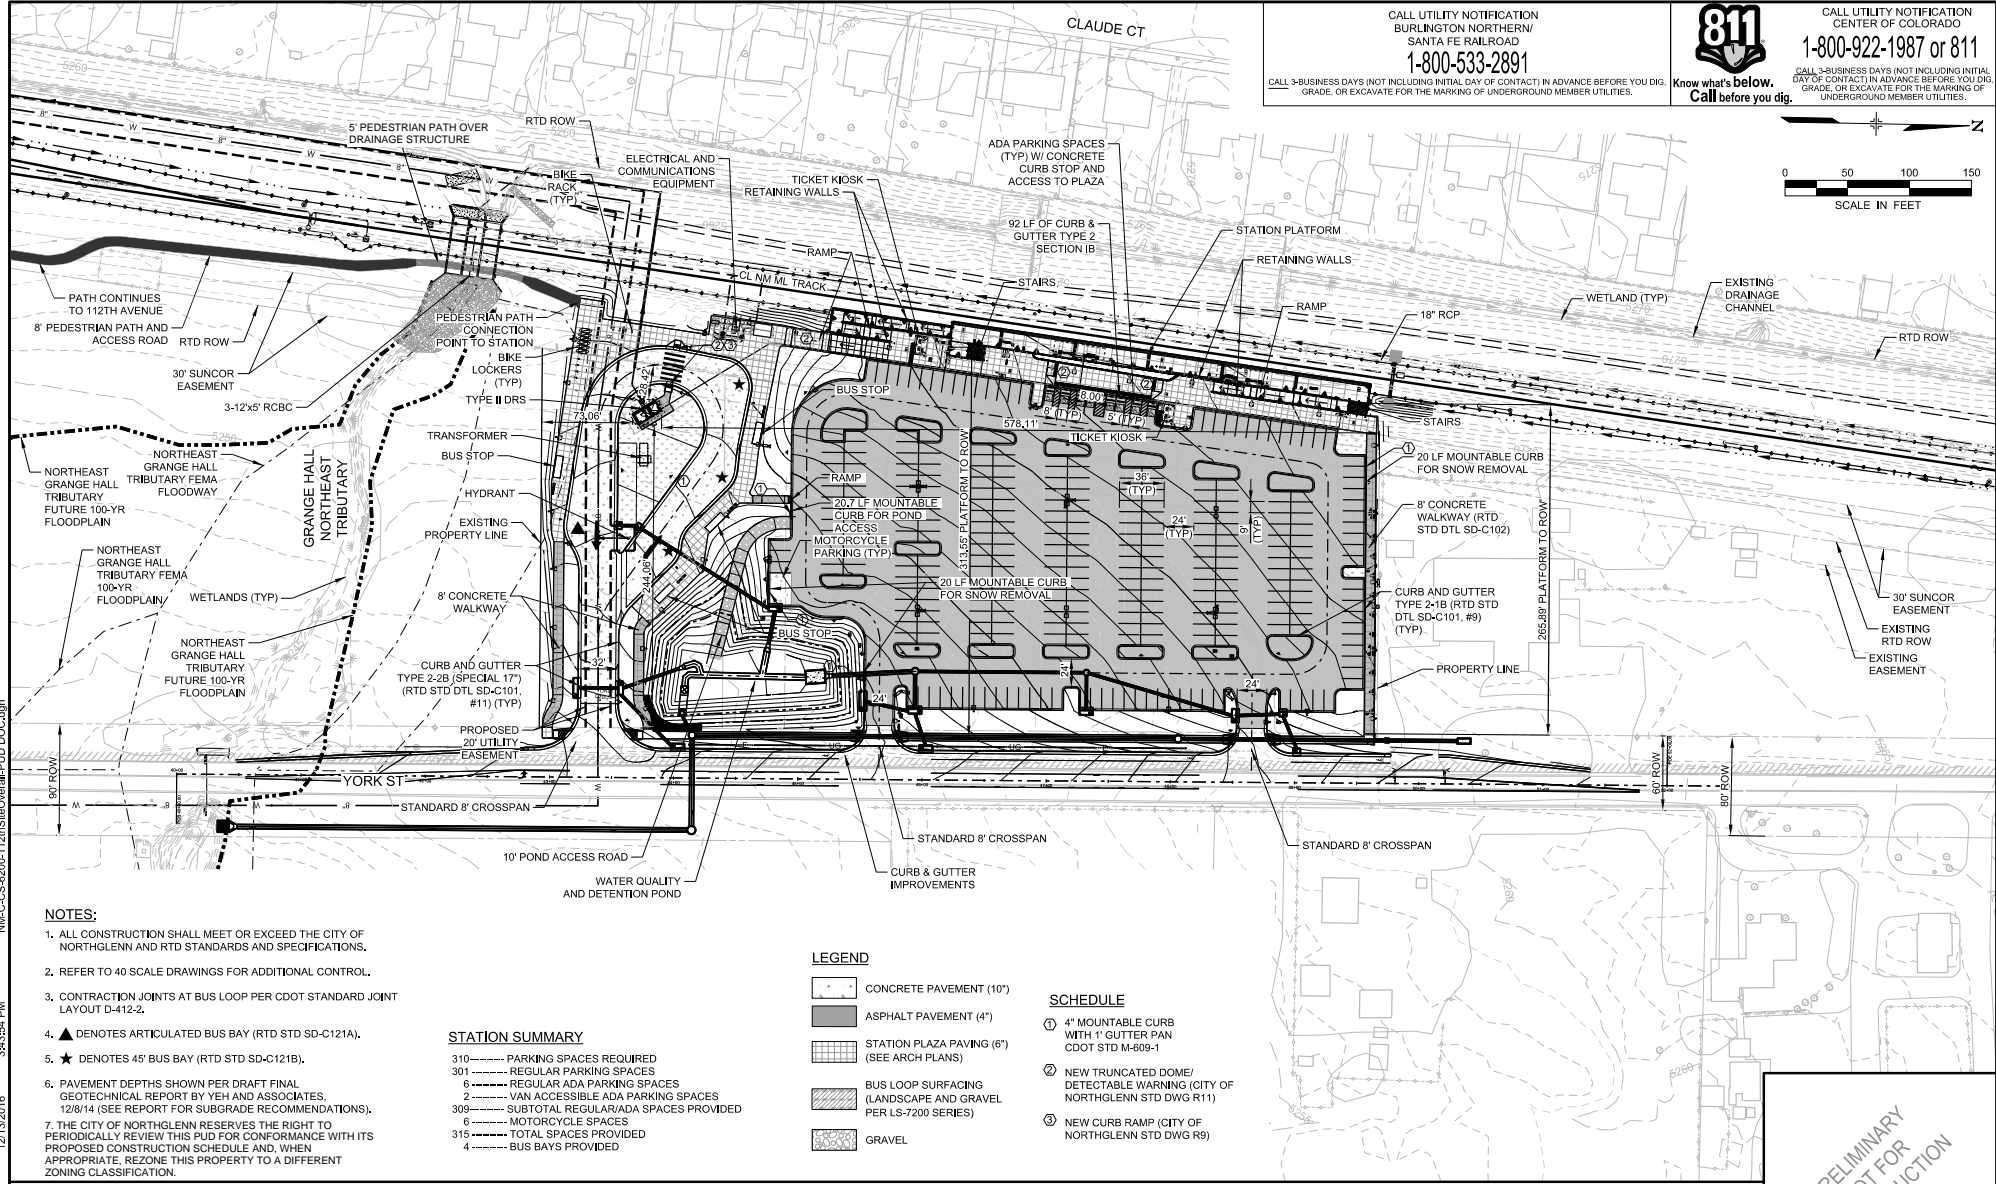 CLAUDE CT
CALL UTILITY NOTIFICATION
BURLINGTON NORTHERN/
SANTA FE RAILROAD
1-800-533-2891
CALL 3-BUSINESS DAYS (NOT INCLUDING INITIAL DAY OF CONTACT) IN ADVANCE BEFORE YOU DIG,
GRADE, OR EXCAVATE FOR THE MARKING OF UNDERGROUND MEMBER UTILITIES.
811
Know what's below.
Call before you dig.
CALL UTILITY NOTIFICATION
CENTER OF COLORADO
1-800-922-1987 or 811
CALL 3-BUSINESS DAYS (NOT INCLUDING INITIAL
DAY OF CONTACT) IN ADVANCE BEFORE YOU DIG,
GRADE, OR EXCAVATE FOR THE MARKING OF
UNDERGROUND MEMBER UTILITIES.
N
0 50 100 150
SCALE IN FEET
5' PEDESTRIAN PATH OVER
DRAINAGE STRUCTURE
RTD ROW
BIKE
RACK
(TYP)
ELECTRICAL AND
COMMUNICATIONS
EQUIPMENT
TICKET KIOSK
RETAINING WALLS
ADA PARKING SPACES
(TYP) W/ CONCRETE
CURB STOP AND
ACCESS TO PLAZA
92 LF OF CURB &
GUTTER TYPE 2
SECTION IB
STATION PLATFORM
RETAINING WALLS
RAMP
STAIRS
RAMP
CL NM ML TRACK
WETLAND (TYP)
EXISTING
DRAINAGE
CHANNEL
18" RCP
RTD ROW
PATH CONTINUES
TO 112TH AVENUE
8' PEDESTRIAN PATH AND
ACCESS ROAD
RTD ROW
30' SUNCOR
EASEMENT
3-12'x5' RCBC
PEDESTRIAN PATH
CONNECTION
POINT TO STATION
BIKE
LOCKERS
(TYP)
TYPE II DRS
TRANSFORMER
BUS STOP
HYDRANT
EXISTING
PROPERTY LINE
28.42'
73.06'
BUS STOP
8.00'
8' (TYP)
5' (TYP)
578.11'
TICKET KIOSK
STAIRS
20 LF MOUNTABLE CURB
FOR SNOW REMOVAL
8' CONCRETE
WALKWAY (RTD
STD DTL SD-C102)
CURB AND GUTTER
TYPE 2-1B (RTD STD
DTL SD-C101, #9)
(TYP)
PROPERTY LINE
265.89' PLATFORM TO ROW
313.55' PLATFORM TO ROW
RAMP
20.7 LF MOUNTABLE
CURB FOR POND
ACCESS
MOTORCYCLE
PARKING (TYP)
20 LF MOUNTABLE CURB
FOR SNOW REMOVAL
36'
(TYP)
24'
(TYP)
9'
(TYP)
244.06'
BUS STOP
24'
24'
24'
32'
NORTHEAST
GRANGE HALL
TRIBUTARY
FUTURE 100-YR
FLOODPLAIN
NORTHEAST
GRANGE HALL
TRIBUTARY FEMA
FLOODWAY
GRANGE HALL
NORTHEAST
TRIBUTARY
NORTHEAST
GRANGE HALL
TRIBUTARY FEMA
100-YR
FLOODPLAIN
WETLANDS (TYP)
NORTHEAST
GRANGE HALL
TRIBUTARY
FUTURE 100-YR
FLOODPLAIN
8' CONCRETE
WALKWAY
CURB AND GUTTER
TYPE 2-2B (SPECIAL 17")
(RTD STD DTL SD-C101,
#11) (TYP)
PROPOSED
20' UTILITY
EASEMENT
30' SUNCOR
EASEMENT
EXISTING
RTD ROW
EXISTING
EASEMENT
90' ROW
60' ROW
80' ROW
YORK ST
STANDARD 8' CROSSPAN
10' POND ACCESS ROAD
WATER QUALITY
AND DETENTION POND
CURB & GUTTER
IMPROVEMENTS
STANDARD 8' CROSSPAN
STANDARD 8' CROSSPAN
NOTES:
1. ALL CONSTRUCTION SHALL MEET OR EXCEED THE CITY OF
NORTHGLENN AND RTD STANDARDS AND SPECIFICATIONS.
2. REFER TO 40 SCALE DRAWINGS FOR ADDITIONAL CONTROL.
3. CONTRACTION JOINTS AT BUS LOOP PER CDOT STANDARD JOINT
LAYOUT D-412-2.
4. ▲ DENOTES ARTICULATED BUS BAY (RTD STD SD-C121A).
5. ★ DENOTES 45' BUS BAY (RTD STD SD-C121B).
6. PAVEMENT DEPTHS SHOWN PER DRAFT FINAL
GEOTECHNICAL REPORT BY YEH AND ASSOCIATES,
12/8/14 (SEE REPORT FOR SUBGRADE RECOMMENDATIONS).
7. THE CITY OF NORTHGLENN RESERVES THE RIGHT TO
PERIODICALLY REVIEW THIS PUD FOR CONFORMANCE WITH ITS
PROPOSED CONSTRUCTION SCHEDULE AND, WHEN
APPROPRIATE, REZONE THIS PROPERTY TO A DIFFERENT
ZONING CLASSIFICATION.
STATION SUMMARY
310------ PARKING SPACES REQUIRED
301------ REGULAR PARKING SPACES
6------ REGULAR ADA PARKING SPACES
2------ VAN ACCESSIBLE ADA PARKING SPACES
309------ SUBTOTAL REGULAR/ADA SPACES PROVIDED
6------ MOTORCYCLE SPACES
315------ TOTAL SPACES PROVIDED
4------ BUS BAYS PROVIDED
LEGEND
CONCRETE PAVEMENT (10")
ASPHALT PAVEMENT (4")
STATION PLAZA PAVING (6")
(SEE ARCH PLANS)
BUS LOOP SURFACING
(LANDSCAPE AND GRAVEL
PER LS-7200 SERIES)
GRAVEL
SCHEDULE
1 4" MOUNTABLE CURB
WITH 1' GUTTER PAN
CDOT STD M-609-1
2 NEW TRUNCATED DOME/
DETECTABLE WARNING (CITY OF
NORTHGLENN STD DWG R11)
3 NEW CURB RAMP (CITY OF
NORTHGLENN STD DWG R9)
12/13/2016